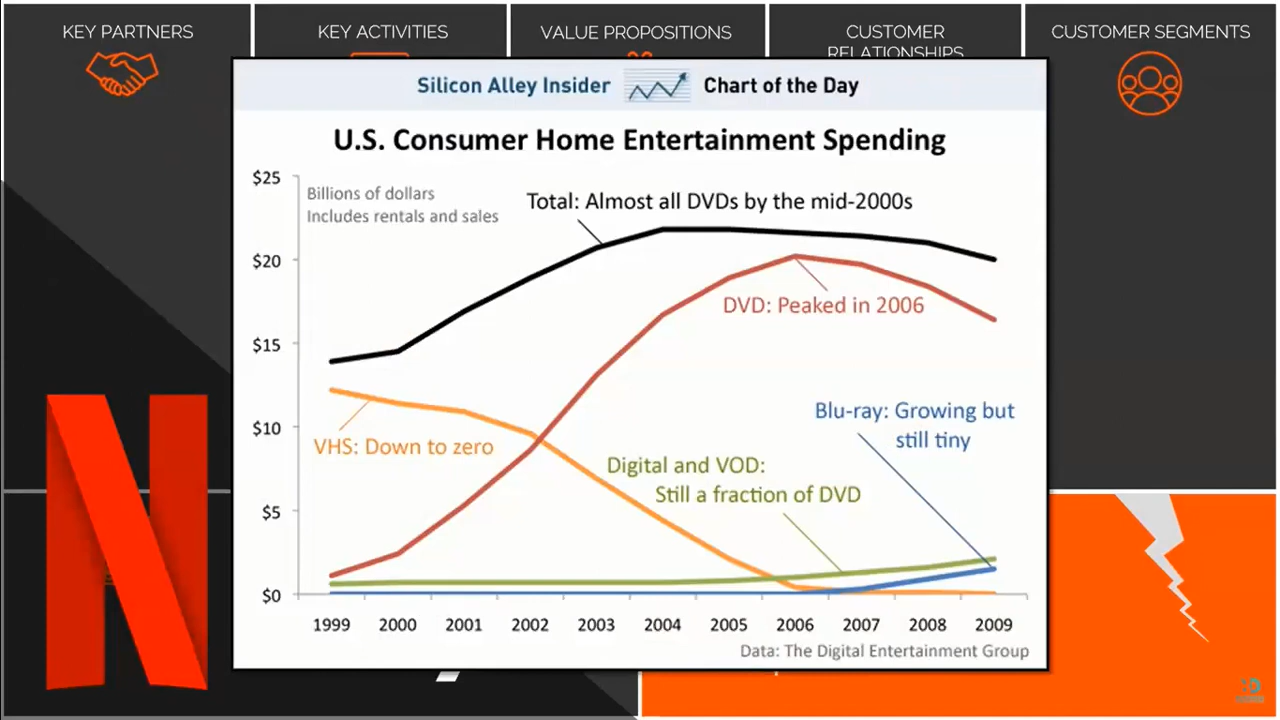 KEY PARTNERS
KEY ACTIVITIES
VALUE PROPOSITIONS
CUSTOMER
RELATIONSHIPS
CUSTOMER SEGMENTS
Silicon Alley Insider
Chart of the Day
U.S. Consumer Home Entertainment Spending
Billions of dollars
Includes rentals and sales
Total: Almost all DVDs by the mid-2000s
DVD: Peaked in 2006
Blu-ray: Growing but
still tiny
VHS: Down to zero
Digital and VOD:
Still a fraction of DVD
$25
$20
$15
$10
$5
$0
1999 2000 2001 2002 2003 2004 2005 2006 2007 2008 2009
Data: The Digital Entertainment Group